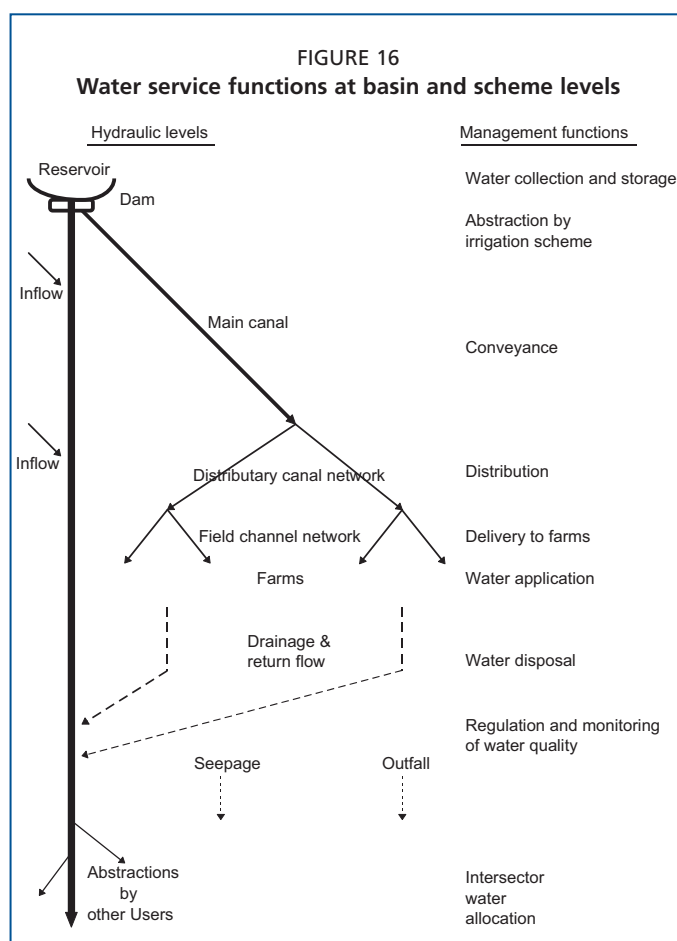 FIGURE 16
Water service functions at basin and scheme levels
Hydraulic levels
Management functions
Reservoir
Water collection and storage
Dam
Abstraction by
irrigation scheme
Inflow
Main canal
Conveyance
Inflow
Distributary canal network
Distribution
Field channel network
Delivery to farms
Farms
Water application
Drainage &
return flow
Water disposal
Regulation and monitoring
of water quality
Seepage
Outfall
Abstractions
by
other Users
Intersector
water
allocation